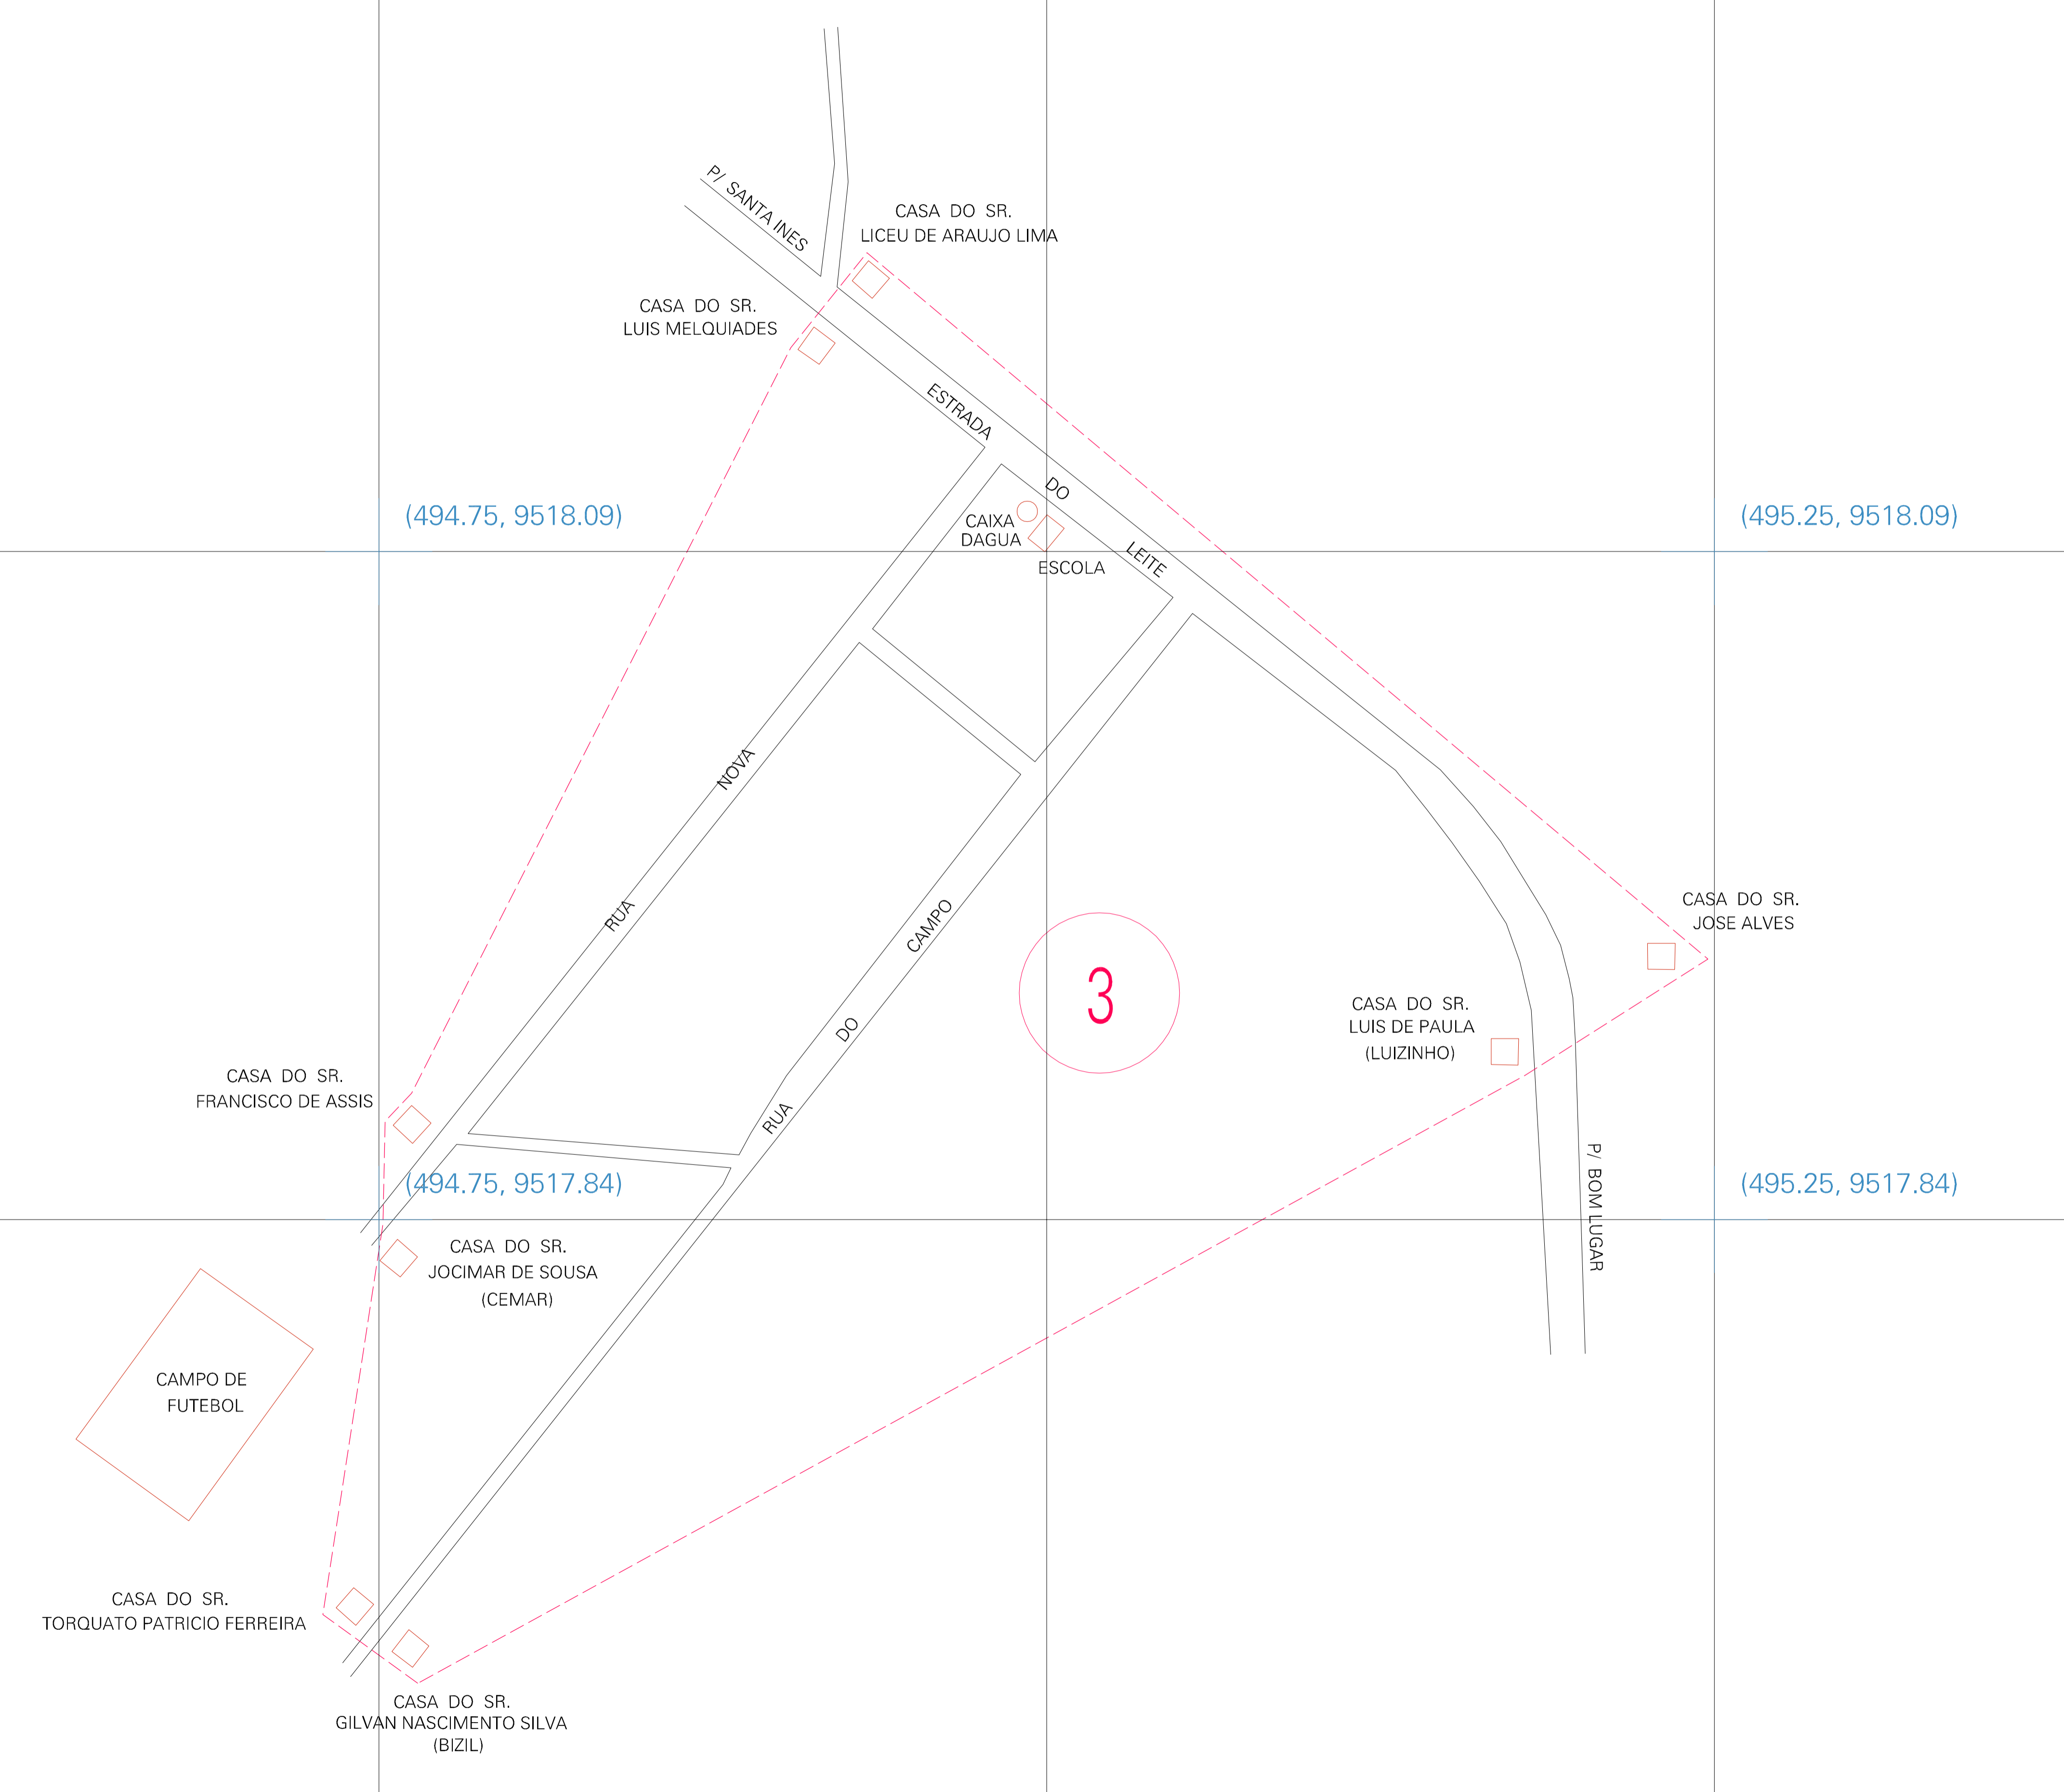 P/ SANTA INES
CASA DO SR.
LICEU DE ARAUJO LIMA
CASA DO SR.
LUIS MELQUIADES
ESTRADA DO LEITE
(494.75, 9518.09)
(495.25, 9518.09)
CAIXA
DAGUA
ESCOLA
RUA NOVA
RUA DO CAMPO
3
CASA DO SR.
JOSE ALVES
CASA DO SR.
LUIS DE PAULA
(LUIZINHO)
CASA DO SR.
FRANCISCO DE ASSIS
(494.75, 9517.84)
(495.25, 9517.84)
P/ BOM LUGAR
CASA DO SR.
JOCIMAR DE SOUSA
(CEMAR)
CAMPO DE
FUTEBOL
CASA DO SR.
TORQUATO PATRICIO FERREIRA
CASA DO SR.
GILVAN NASCIMENTO SILVA
(BIZIL)